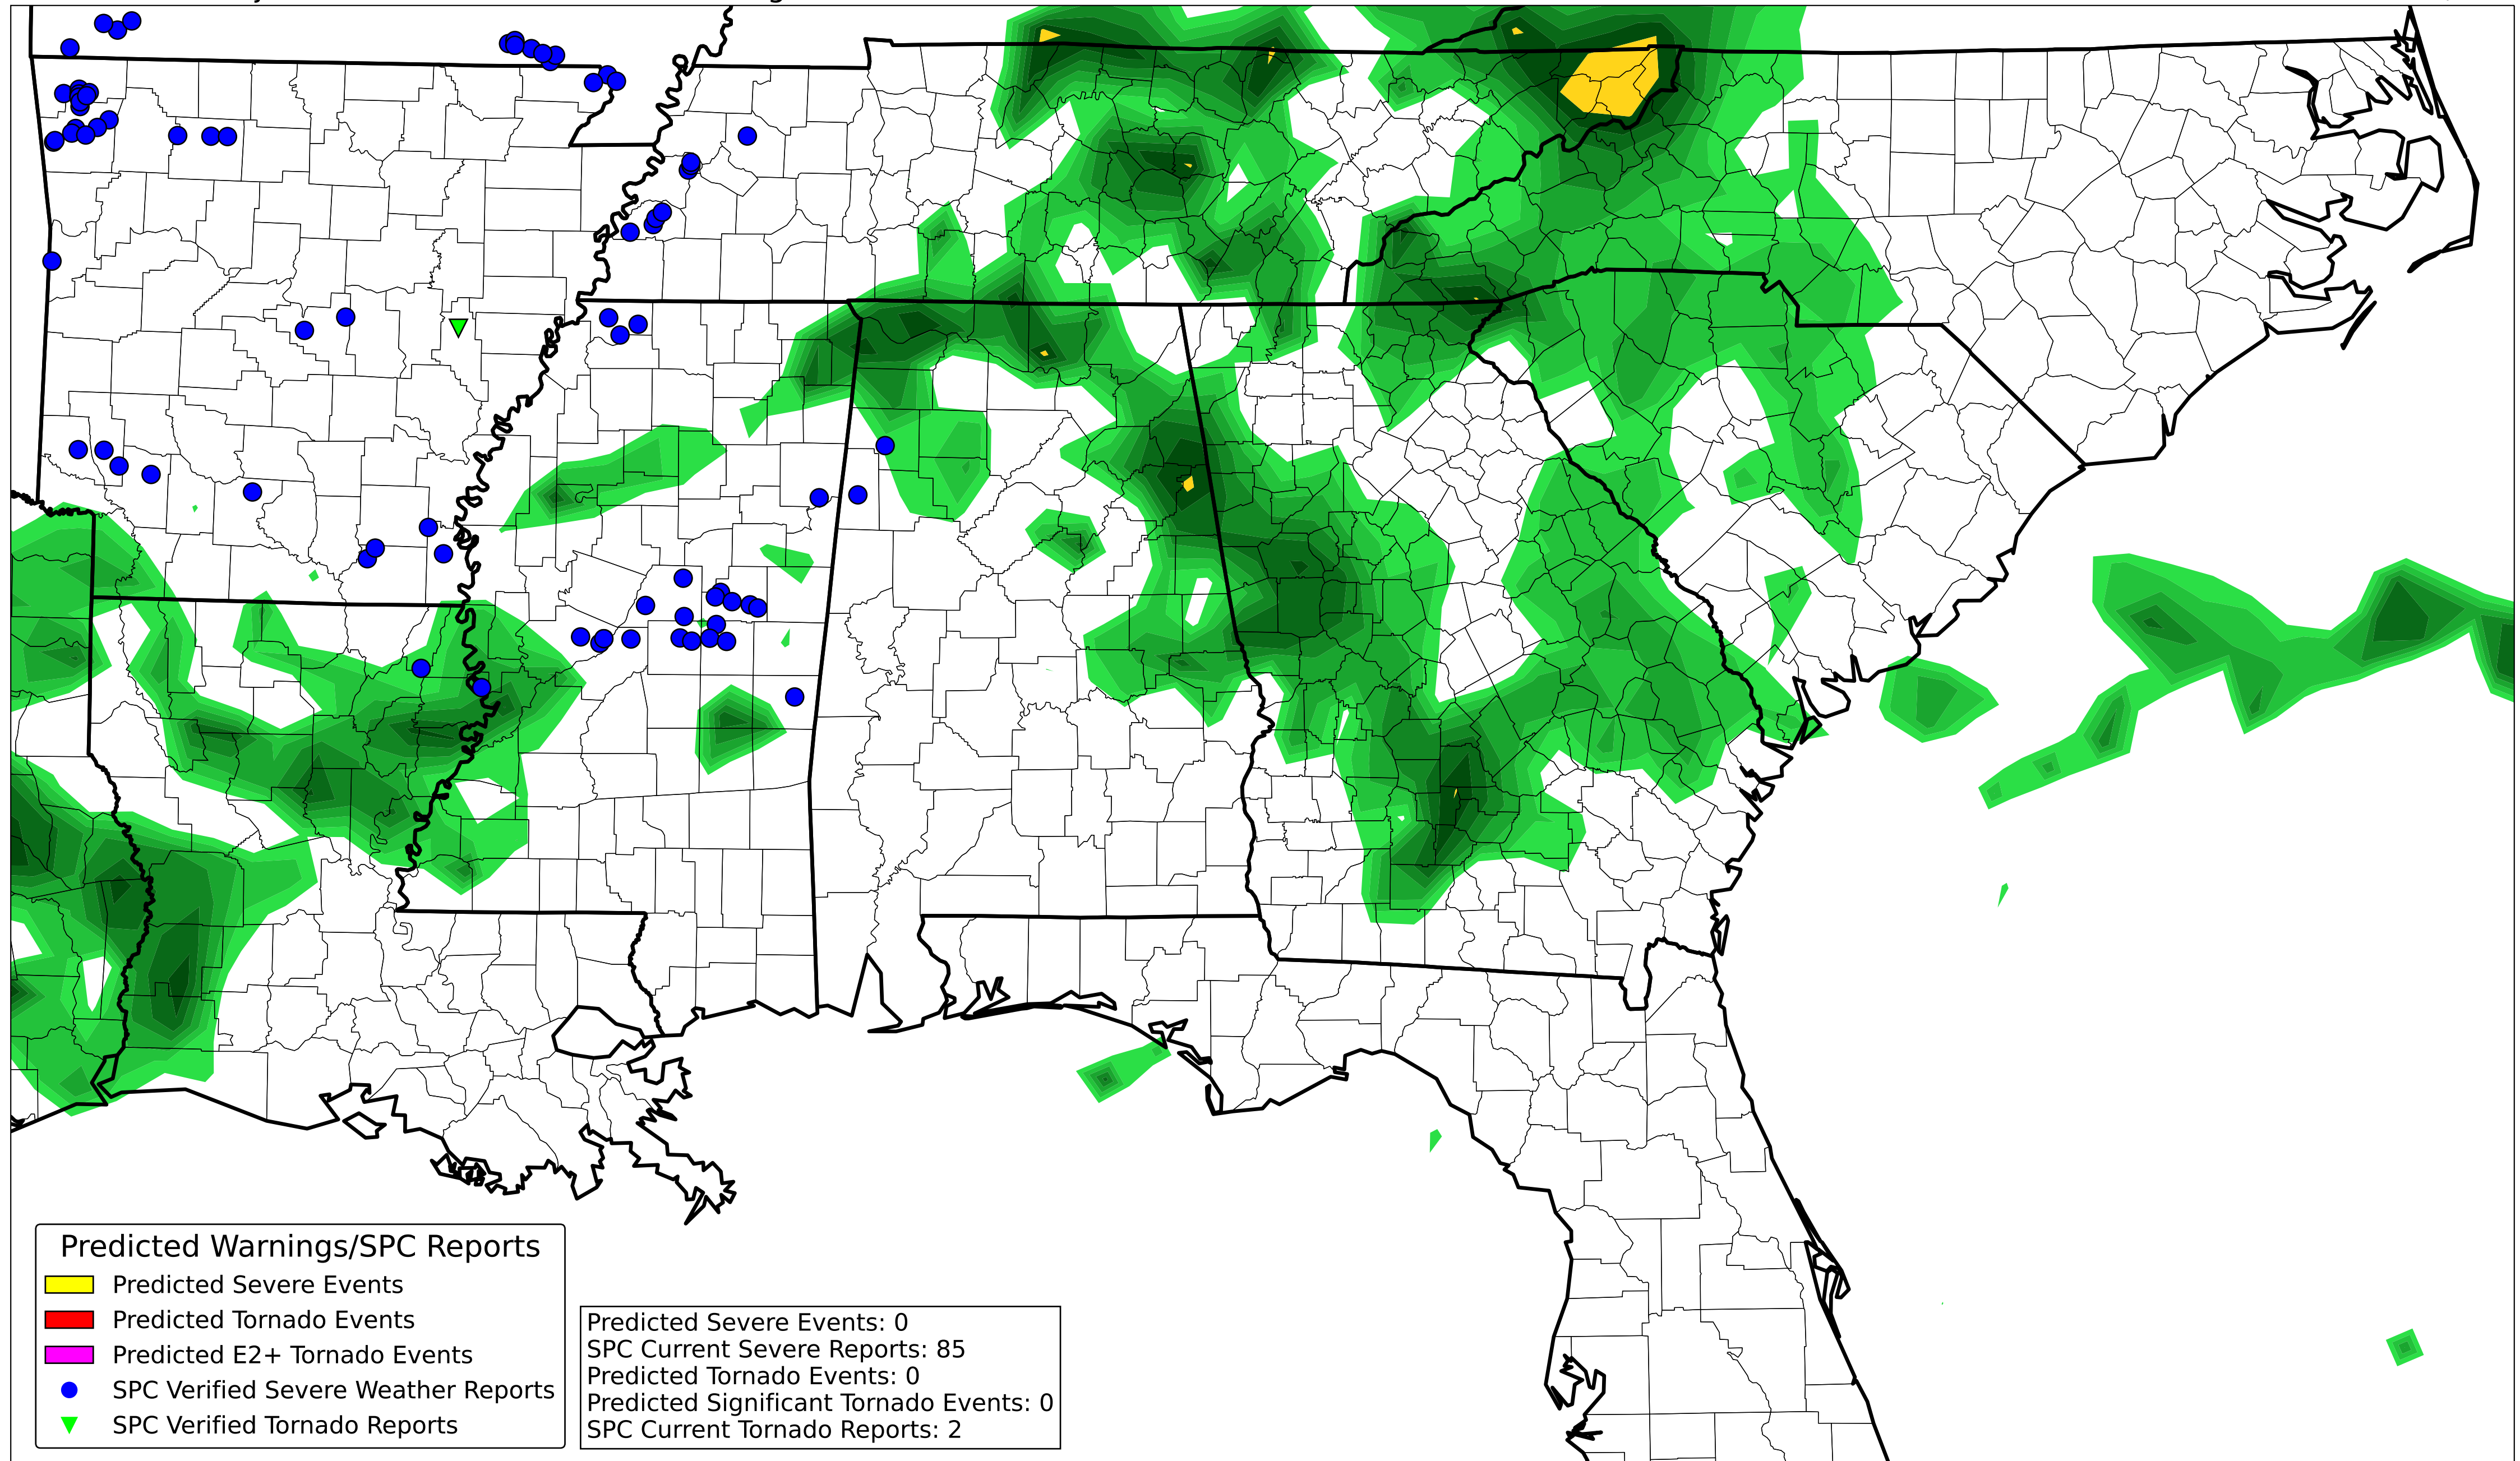 Predicted Warnings/SPC Reports
Predicted Severe Events
Predicted Tornado Events
Predicted E2+ Tornado Events
SPC Verified Severe Weather Reports
SPC Verified Tornado Reports
Predicted Severe Events: 0
SPC Current Severe Reports: 85
Predicted Tornado Events: 0
Predicted Significant Tornado Events: 0
SPC Current Tornado Reports: 2